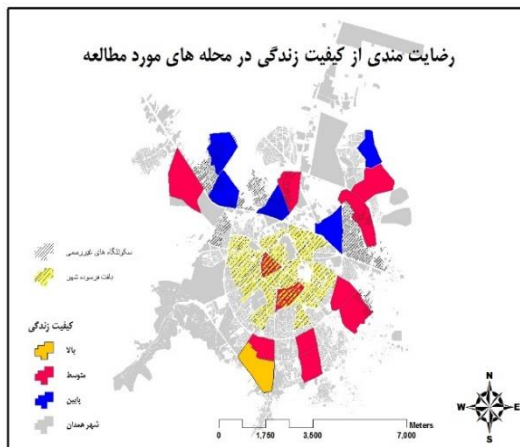 رضایت مندی از کیفیت زندگی در محله های مورد مطالعه
سکونتگاه های غیررسمی
بافت فرسوده شهر
کیفیت زندگی
بالا
متوسط
پایین
شهر همدان
N
W E
S
Meters
0 1,750 3,500 7,000